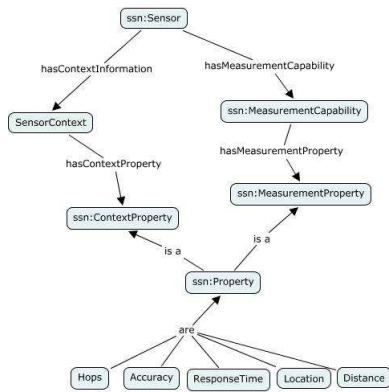 ssn:Sensor
hasContextInformation
hasMeasurementCapability
SensorContext
ssn:MeasurementCapability
hasContextProperty
hasMeasurementProperty
ssn:ContextProperty
ssn:MeasurementProperty
is a
is a
ssn:Property
are
Hops
Accuracy
ResponseTime
Location
Distance